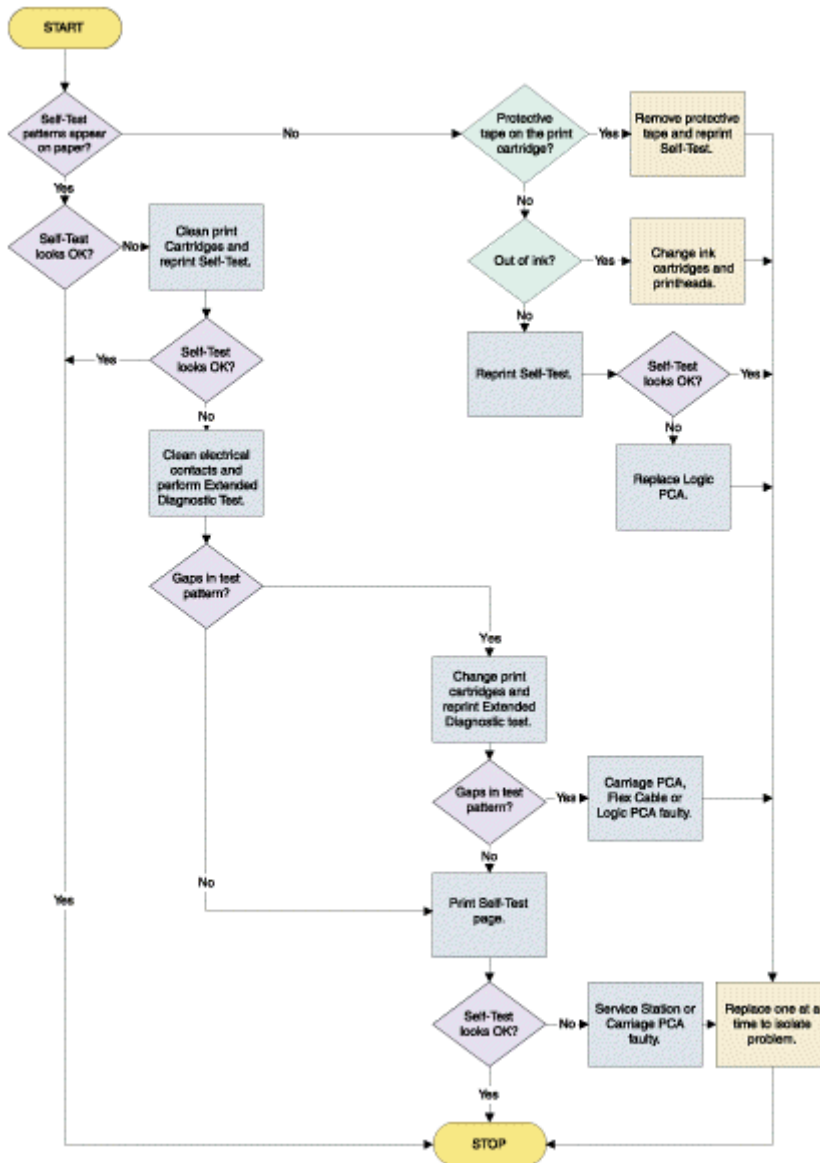 START
Self-Test
patterns appear
on paper?
No
Protective
tape on the print
cartridge?
Yes
Remove protective
tape and reprint
Self-Test.
Yes
No
Self-Test
looks OK?
No
Clean print
Cartridges and
reprint Self-Test.
Out of ink?
Yes
Change ink
cartridges and
printheads.
No
Yes
Self-Test
looks OK?
Reprint Self-Test.
Self-Test
looks OK?
Yes
No
No
Clean electrical
contacts and
perform Extended
Diagnostic Test.
Replace Logic
PCA.
Gaps in test
pattern?
Yes
Change print
cartridges and
reprint Extended
Diagnostic test.
Gaps in test
pattern?
Yes
Carriage PCA,
Flex Cable or
Logic PCA faulty.
No
No
Yes
Print Self-Test
page.
Self-Test
looks OK?
No
Service Station or
Carriage PCA
faulty.
Replace one at a
time to isolate
problem.
Yes
STOP